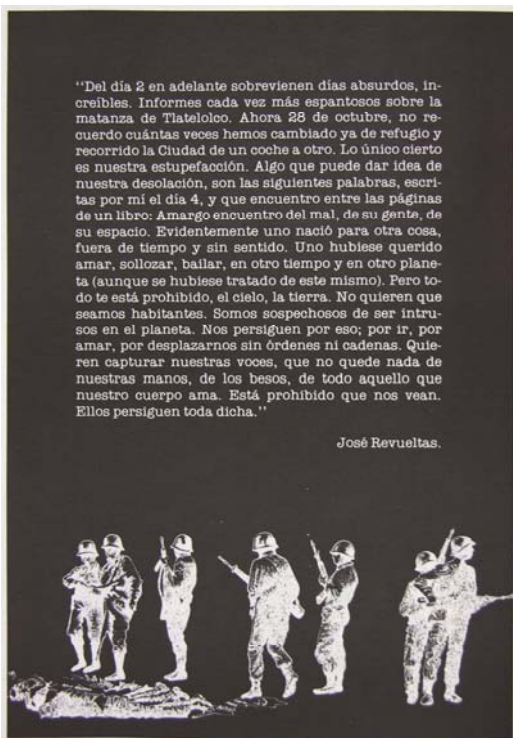 "Del día 2 en adelante sobrevienen días absurdos, in-
creíbles. Informes cada vez más espantosos sobre la
matanza de Tlatelolco. Ahora 28 de octubre, no re-
cuerdo cuántas veces hemos cambiado ya de refugio y
recorrido la Ciudad de un coche a otro. Lo único cierto
es nuestra estupefacción. Algo que puede dar idea de
nuestra desolación, son las siguientes palabras, escri-
tas por mí el día 4, y que encuentro entre las páginas
de un libro: Amargo encuentro del mal, de su gente, de
su espacio. Evidentemente uno nació para otra cosa,
fuera de tiempo y sin sentido. Uno hubiese querido
amar, sollozar, bailar, en otro tiempo y en otro plane-
ta (aunque se hubiese tratado de este mismo). Pero to-
do te está prohibido, el cielo, la tierra. No quieren que
seamos habitantes. Somos sospechosos de ser intru-
sos en el planeta. Nos persiguen por eso; por ir, por
amar, por desplazarnos sin órdenes ni cadenas. Quie-
ren capturar nuestras voces, que no quede nada de
nuestras manos, de los besos, de todo aquello que
nuestro cuerpo ama. Está prohibido que nos vean.
Ellos persiguen toda dicha."
José Revueltas.